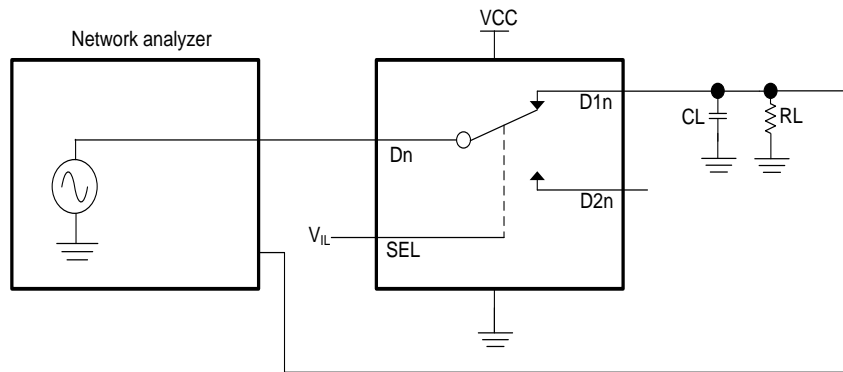 VCC
Network analyzer
D1n
CL
RL
Dn
D2n
VIL
SEL